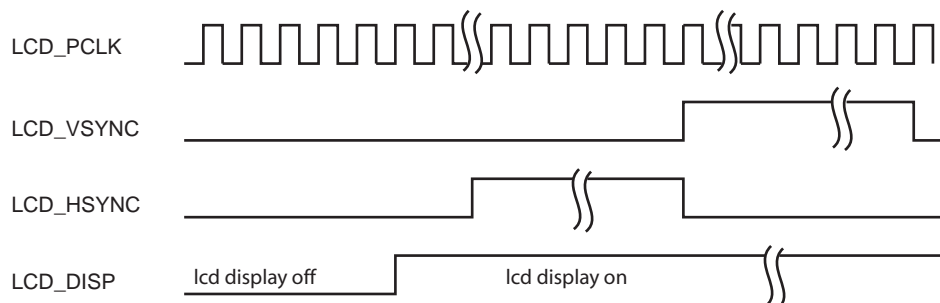 LCD_PCLK
LCD_VSYNC
LCD_HSYNC
LCD_DISP
lcd display off
lcd display on